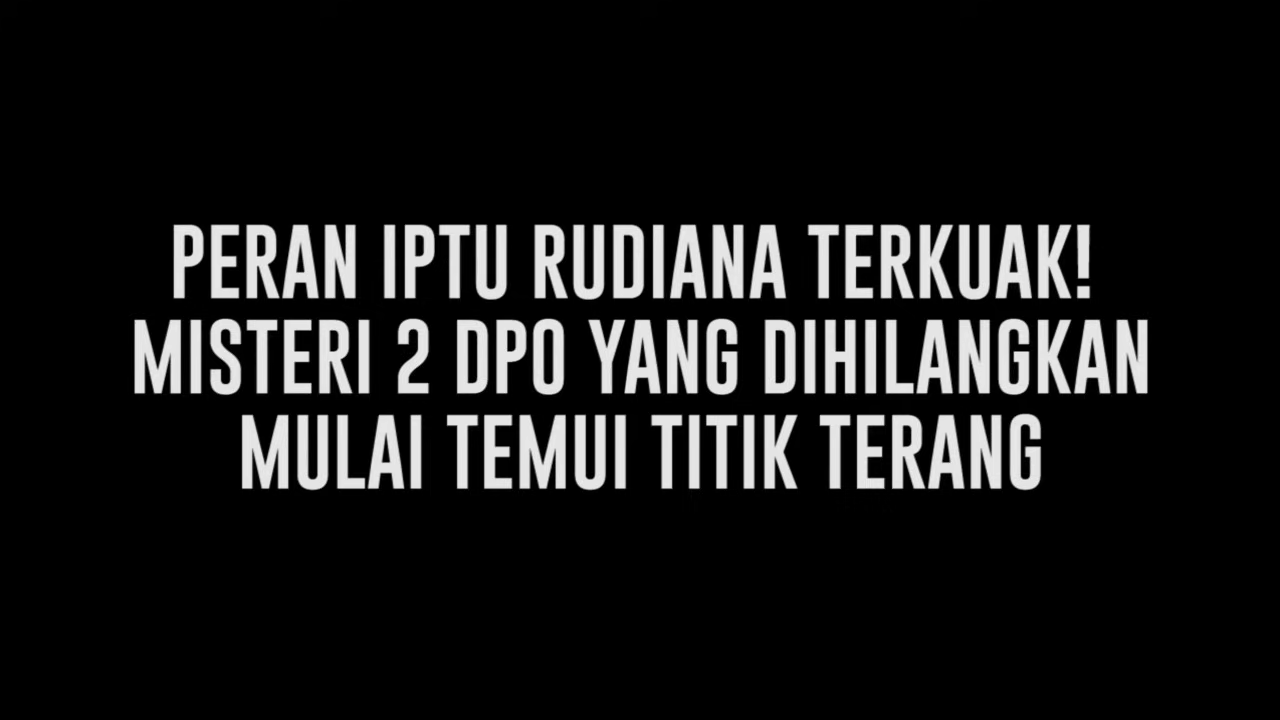 PERAN IPTU RUDIANA TERKUAK!
MISTERI 2 DPO YANG DIHILANGKAN
MULAI TEMUI TITIK TERANG